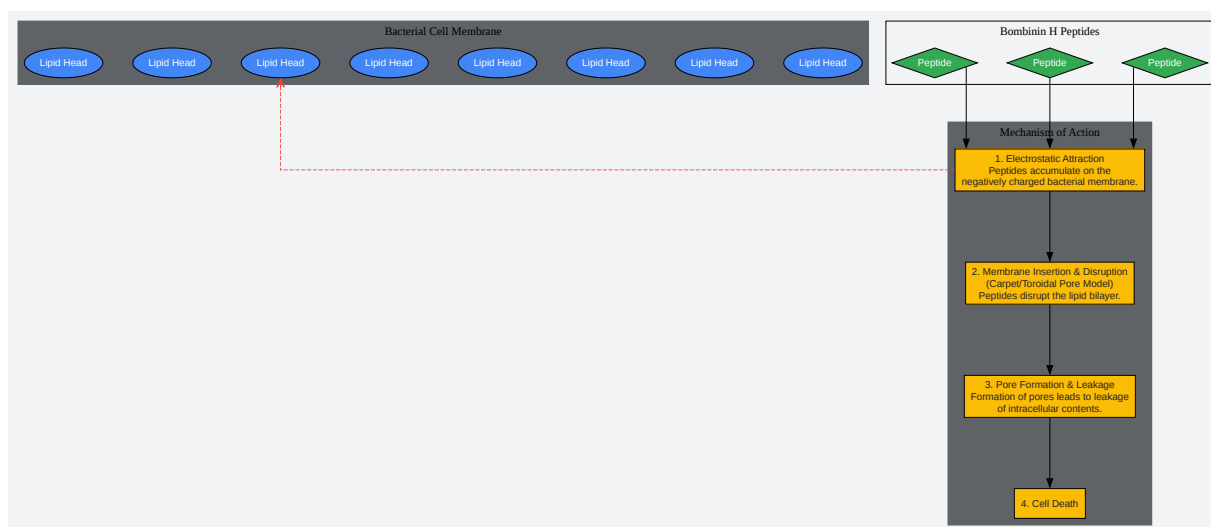 Bacterial Cell Membrane
Bombinin H Peptides
Lipid Head
Lipid Head
Lipid Head
Lipid Head
Lipid Head
Lipid Head
Lipid Head
Lipid Head
Peptide
Peptide
Peptide
Mechanism of Action
1. Electrostatic Attraction
Peptides accumulate on the
negatively charged bacterial membrane.
2. Membrane Insertion & Disruption
(Carpet/Toroidal Pore Model)
Peptides disrupt the lipid bilayer.
3. Pore Formation & Leakage
Formation of pores leads to leakage
of intracellular contents.
4. Cell Death